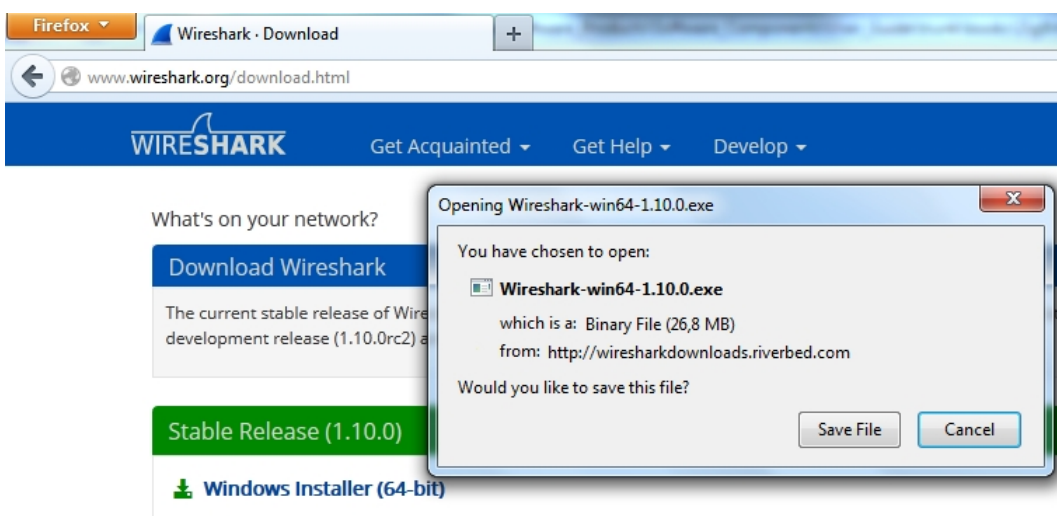 Firefox
Wireshark · Download
+
www.wireshark.org/download.html
WIRESHARK
Get Acquainted
Get Help
Develop
What's on your network?
Download Wireshark
The current stable release of Wire
development release (1.10.0rc2) a
Stable Release (1.10.0)
Windows Installer (64-bit)
Opening Wireshark-win64-1.10.0.exe
You have chosen to open:
Wireshark-win64-1.10.0.exe
which is a: Binary File (26,8 MB)
from: http://wiresharkdownloads.riverbed.com
Would you like to save this file?
Save File
Cancel